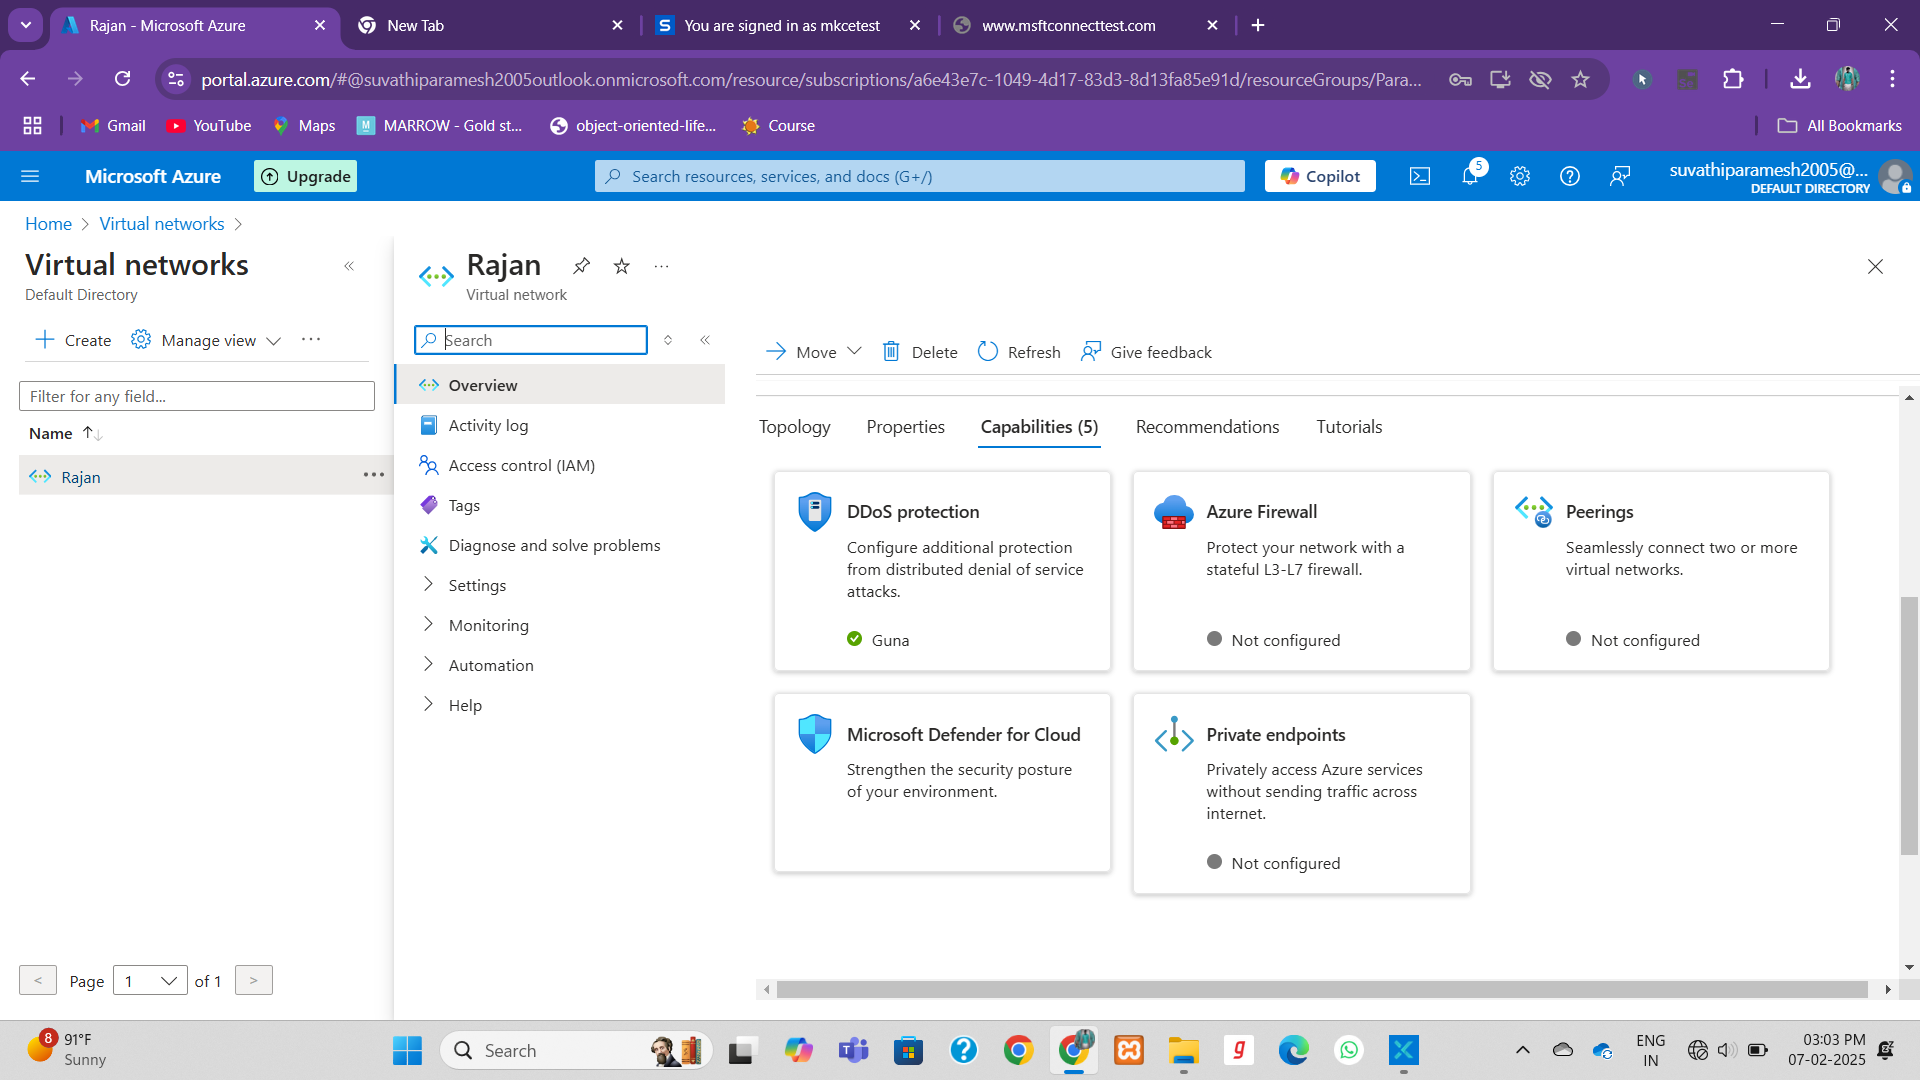 Rajan - Microsoft Azure
New Tab
S
You are signed in as mkcetest
www.msftconnecttest.com
portal.azure.com/#@suvathiparamesh2005outlook.onmicrosoft.com/resource/subscriptions/a6e43e7c-1049-4d17-83d3-8d13fa85e91d/resourceGroups/Para...
Gmail
YouTube
Maps
M
MARROW - Gold st...
object-oriented-life...
Course
All Bookmarks
Microsoft Azure
Upgrade
Search resources, services, and docs (G+/)
Copilot
5
suvathiparamesh2005@...
DEFAULT DIRECTORY
Home > Virtual networks >
Virtual networks
Default Directory
Create
Manage view
Filter for any field...
Name
Rajan
< Page 1 of 1 >
Rajan
Virtual network
Search
Overview
Activity log
Access control (IAM)
Tags
Diagnose and solve problems
Settings
Monitoring
Automation
Help
Move
Delete
Refresh
Give feedback
Topology
Properties
Capabilities (5)
Recommendations
Tutorials
DDoS protection
Configure additional protection
from distributed denial of service
attacks.
Guna
Azure Firewall
Protect your network with a
stateful L3-L7 firewall.
Not configured
Peerings
Seamlessly connect two or more
virtual networks.
Not configured
Microsoft Defender for Cloud
Strengthen the security posture
of your environment.
Private endpoints
Privately access Azure services
without sending traffic across
internet.
Not configured
8
91°F
Sunny
Search
g
ENG
IN
03:03 PM
07-02-2025